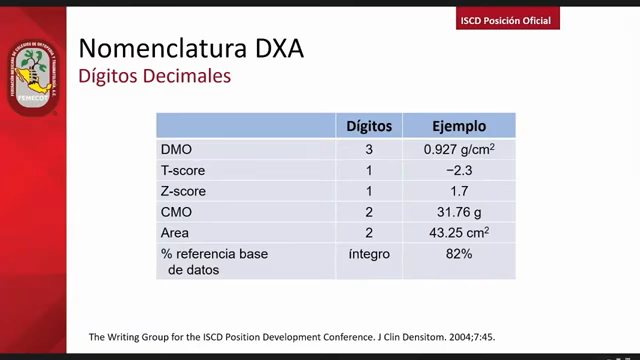 ISCD Posición Oficial
Nomenclatura DXA
Dígitos Decimales
FEMECOT
Dígitos Ejemplo
DMO 3 0.927 g/cm²
T-score 1 −2.3
Z-score 1 1.7
CMO 2 31.76 g
Area 2 43.25 cm²
% referencia base íntegro 82%
de datos
The Writing Group for the ISCD Position Development Conference. J Clin Densitom. 2004;7:45.